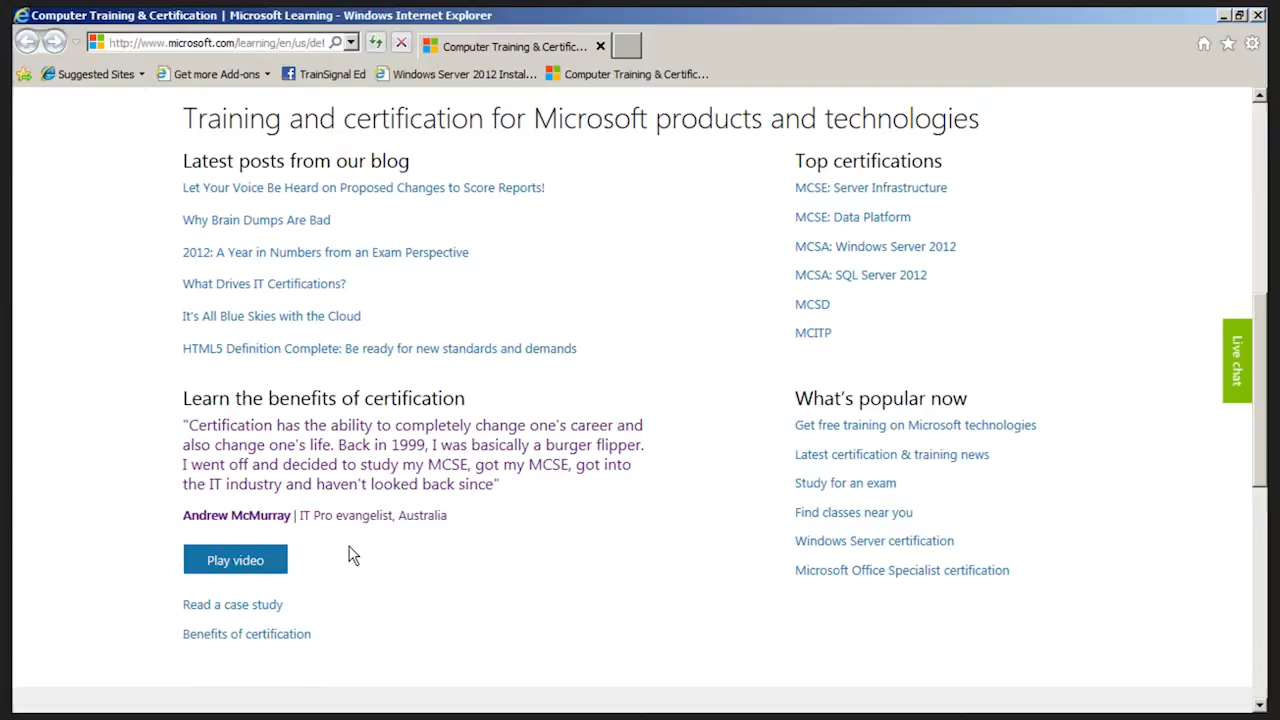 Computer Training & Certification | Microsoft Learning - Windows Internet Explorer
http://www.microsoft.com/learning/en/us/def
Computer Training & Certific...
Suggested Sites
Get more Add-ons
TrainSignal Ed
Windows Server 2012 Instal...
Computer Training & Certific...
Training and certification for Microsoft products and technologies
Latest posts from our blog
Let Your Voice Be Heard on Proposed Changes to Score Reports!
Why Brain Dumps Are Bad
2012: A Year in Numbers from an Exam Perspective
What Drives IT Certifications?
It's All Blue Skies with the Cloud
HTML5 Definition Complete: Be ready for new standards and demands
Top certifications
MCSE: Server Infrastructure
MCSE: Data Platform
MCSA: Windows Server 2012
MCSA: SQL Server 2012
MCSD
MCITP
Live chat
Learn the benefits of certification
"Certification has the ability to completely change one's career and
also change one's life. Back in 1999, I was basically a burger flipper.
I went off and decided to study my MCSE, got my MCSE, got into
the IT industry and haven't looked back since"
Andrew McMurray | IT Pro evangelist, Australia
Play video
Read a case study
Benefits of certification
What's popular now
Get free training on Microsoft technologies
Latest certification & training news
Study for an exam
Find classes near you
Windows Server certification
Microsoft Office Specialist certification